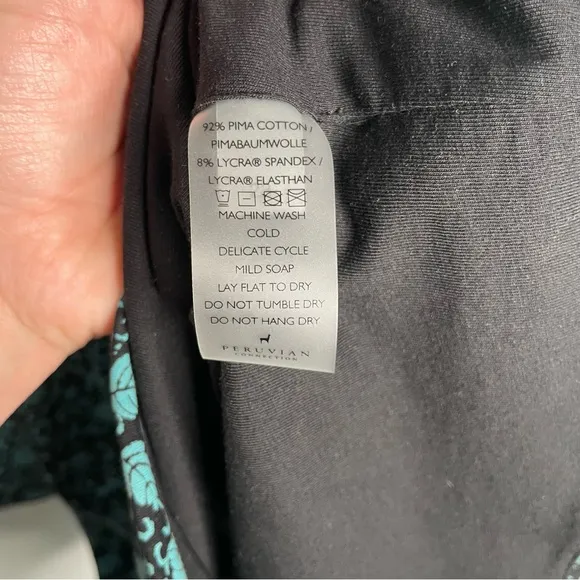 92% PIMA COTTON /
PIMABAUMWOLLE
8% LYCRA® SPANDEX /
LYCRA® ELASTHAN
MACHINE WASH
COLD
DELICATE CYCLE
MILD SOAP
LAY FLAT TO DRY
DO NOT TUMBLE DRY
DO NOT HANG DRY
PERUVIAN
CONNECTION